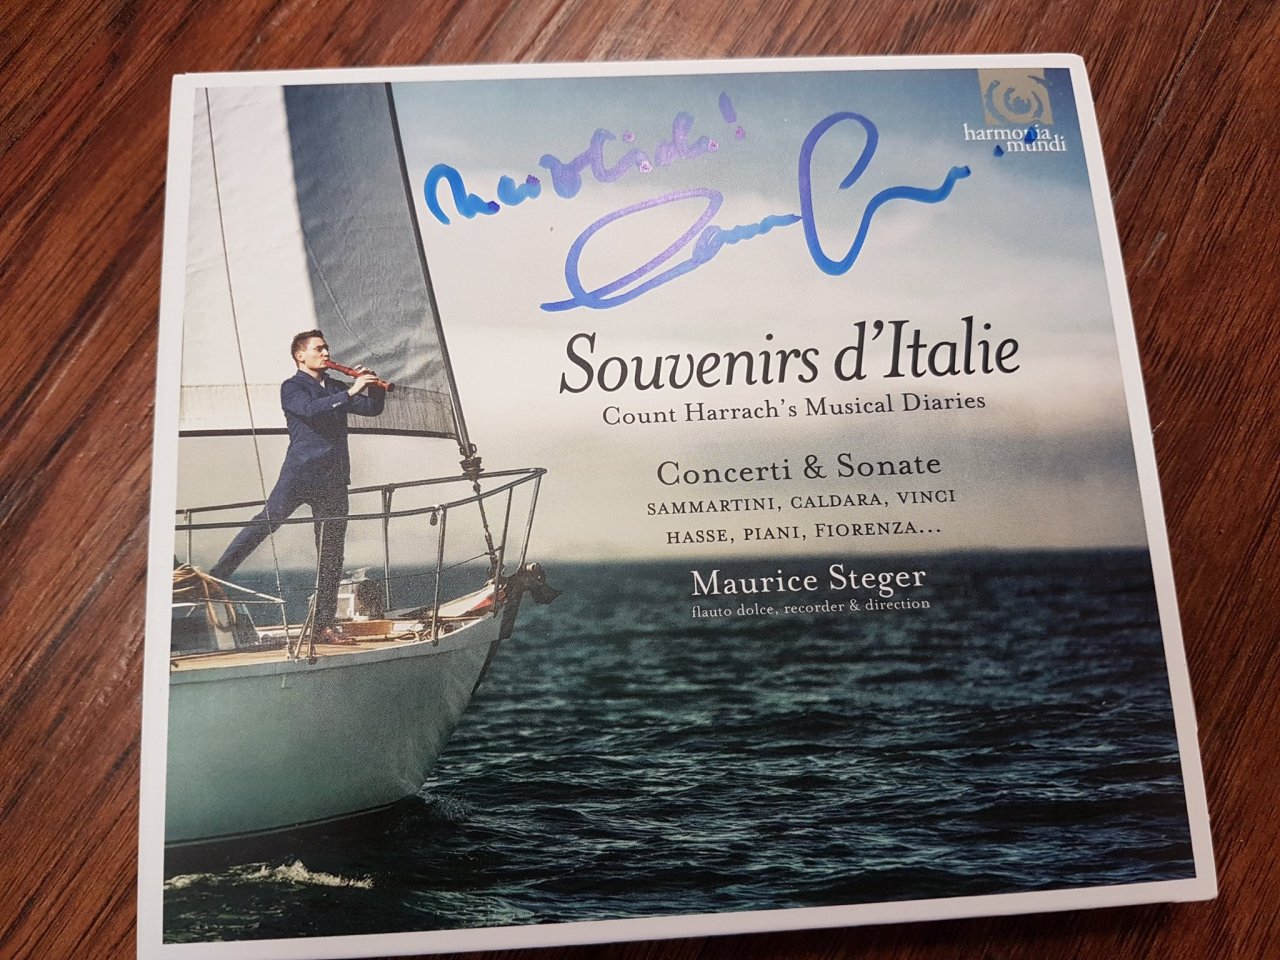 harmonia
mundi
Souvenirs d'Italie
Count Harrach's Musical Diaries
Concerti & Sonate
SAMMARTINI, CALDARA, VINCI
HASSE, PIANI, FIORENZA...
Maurice Steger
flauto dolce, recorder & direction